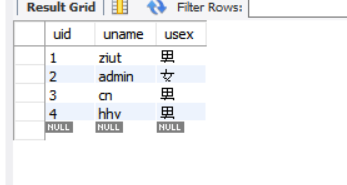 Result Grid Filter Rows:
uid uname usex
1 ziut 男
2 admin 女
3 cn 男
4 hhv 男
NULL NULL NULL